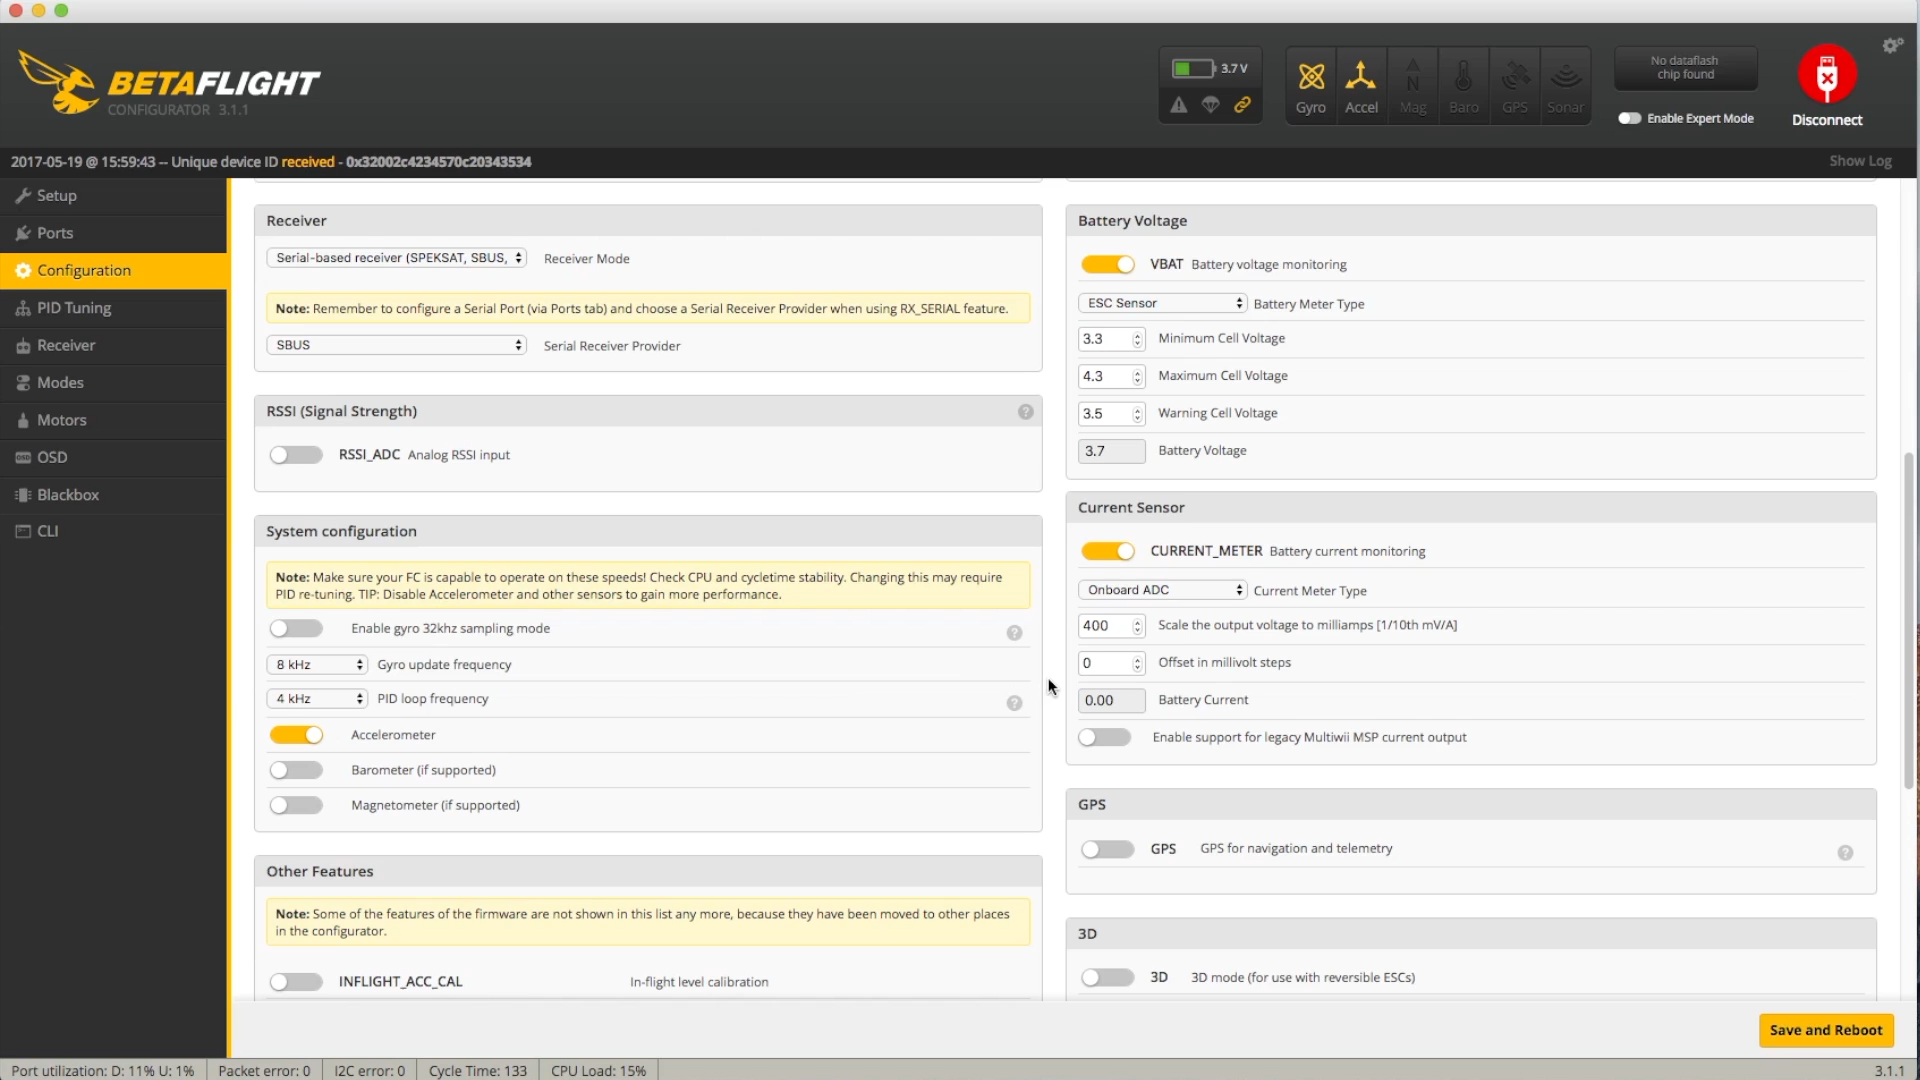 BETAFLIGHT
CONFIGURATOR 3.1.1
3.7 V
Gyro
Accel
Mag
Baro
GPS
Sonar
No dataflash
chip found
Enable Expert Mode
Disconnect
2017-05-19 @ 15:59:43 -- Unique device ID received - 0x32002c4234570c20343534
Show Log
Setup
Ports
Configuration
PID Tuning
Receiver
Modes
Motors
OSD
Blackbox
CLI
Receiver
Serial-based receiver (SPEKSAT, SBUS, Receiver Mode
Note: Remember to configure a Serial Port (via Ports tab) and choose a Serial Receiver Provider when using RX_SERIAL feature.
SBUS Serial Receiver Provider
RSSI (Signal Strength)
?
RSSI_ADC Analog RSSI input
System configuration
Note: Make sure your FC is capable to operate on these speeds! Check CPU and cycletime stability. Changing this may require
PID re-tuning. TIP: Disable Accelerometer and other sensors to gain more performance.
Enable gyro 32khz sampling mode
?
8 kHz Gyro update frequency
4 kHz PID loop frequency
?
Accelerometer
Barometer (if supported)
Magnetometer (if supported)
Other Features
Note: Some of the features of the firmware are not shown in this list any more, because they have been moved to other places
in the configurator.
INFLIGHT_ACC_CAL In-flight level calibration
Battery Voltage
VBAT Battery voltage monitoring
ESC Sensor Battery Meter Type
3.3 Minimum Cell Voltage
4.3 Maximum Cell Voltage
3.5 Warning Cell Voltage
3.7 Battery Voltage
Current Sensor
CURRENT_METER Battery current monitoring
Onboard ADC Current Meter Type
400 Scale the output voltage to milliamps [1/10th mV/A]
0 Offset in millivolt steps
0.00 Battery Current
Enable support for legacy Multiwii MSP current output
GPS
GPS GPS for navigation and telemetry
?
3D
3D 3D mode (for use with reversible ESCs)
Save and Reboot
Port utilization: D: 11% U: 1%
Packet error: 0
I2C error: 0
Cycle Time: 133
CPU Load: 15%
3.1.1